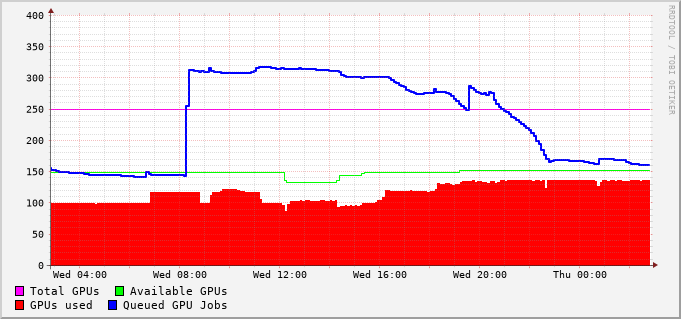 400
350
300
250
200
150
100
50
0
Wed 04:00 Wed 08:00 Wed 12:00 Wed 16:00 Wed 20:00 Thu 00:00
Total GPUs Available GPUs
GPUs used Queued GPU Jobs
RRDTOOL / TOBI OETIKER